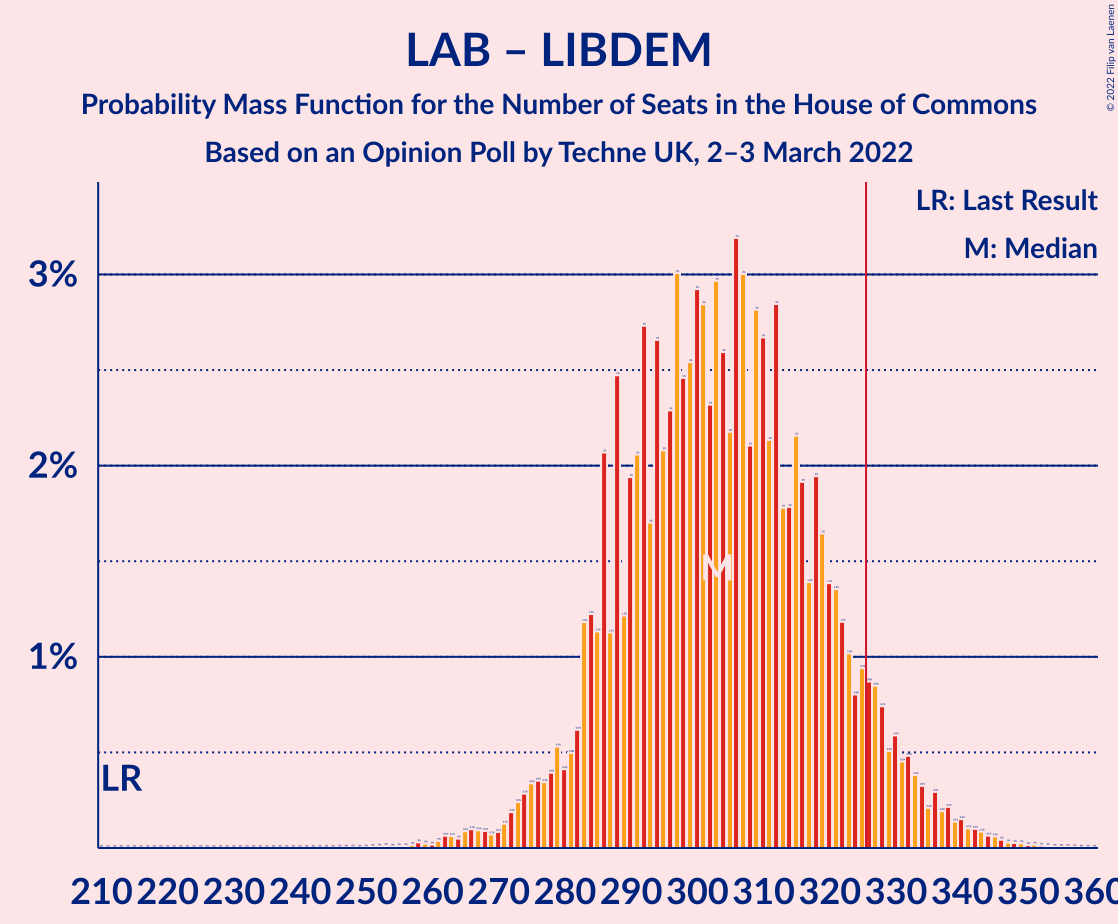 LAB – LIBDEM
Probability Mass Function for the Number of Seats in the House of Commons
Based on an Opinion Poll by Techne UK, 2–3 March 2022
© 2022 Filip van Laenen
LR: Last Result
M: Median
3%
2%
1%
M
LR
210 220 230 240 250 260 270 280 290 300 310 320 330 340 350 360